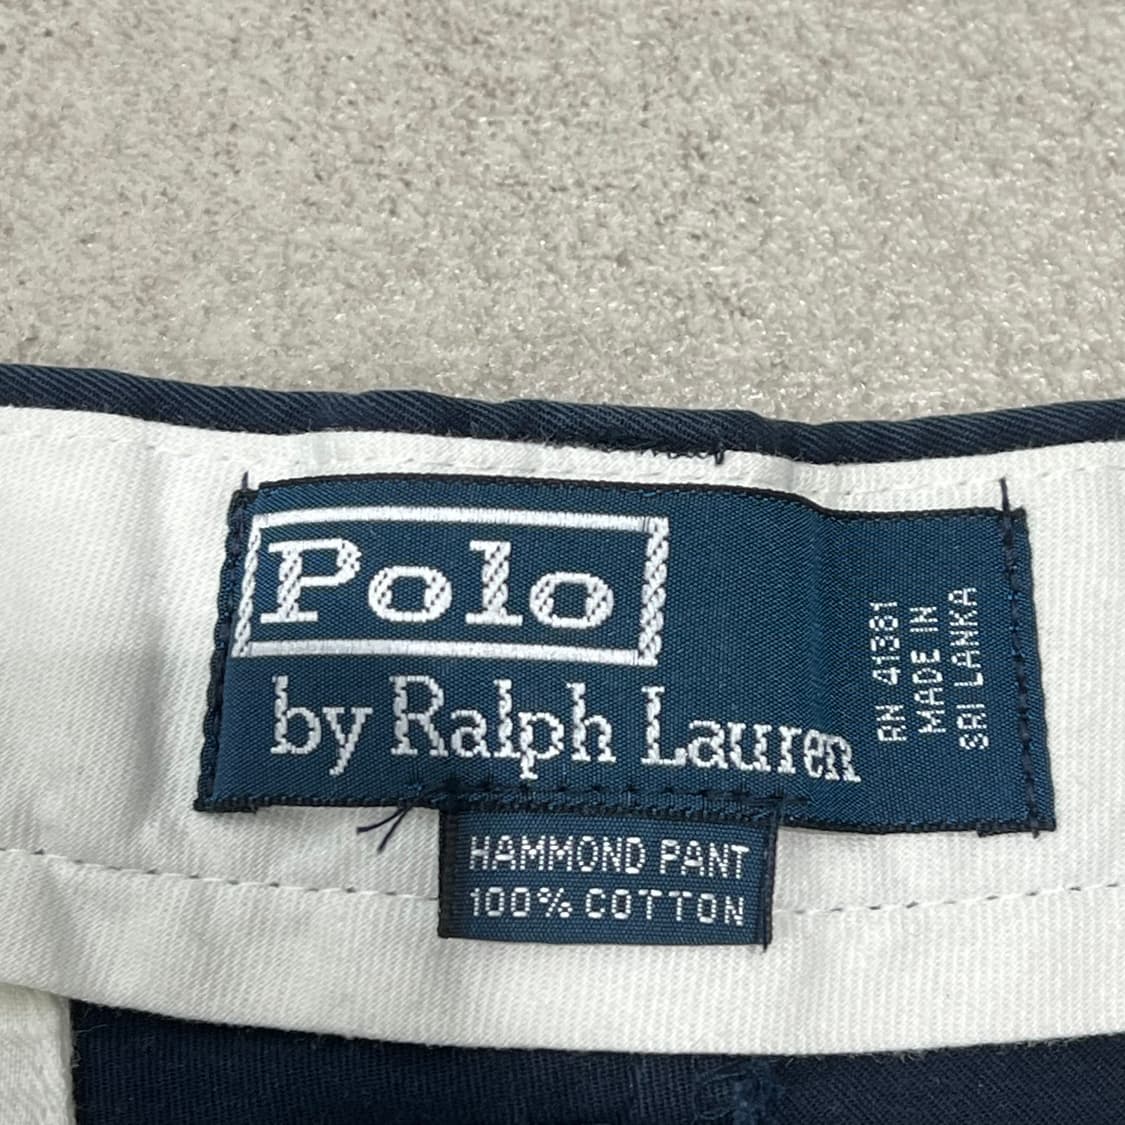 Polo
by Ralph Lauren
RN 41381
MADE IN
SRI LANKA
HAMMOND PANT
100% COTTON